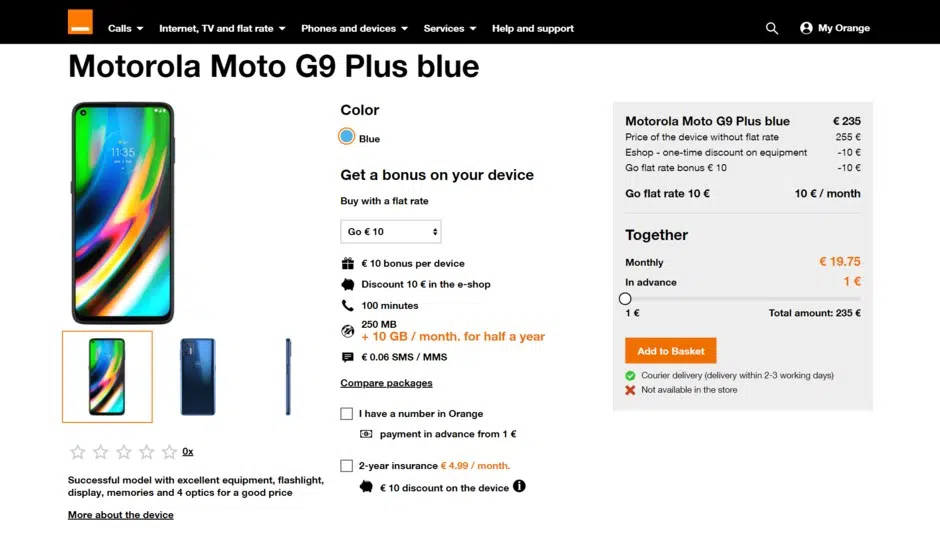 Calls
Internet, TV and flat rate
Phones and devices
Services
Help and support
My Orange
Motorola Moto G9 Plus blue
11:35
Color
Blue
Get a bonus on your device
Buy with a flat rate
Go € 10
€ 10 bonus per device
Discount 10 € in the e-shop
100 minutes
250 MB
+ 10 GB / month. for half a year
€ 0.06 SMS / MMS
Compare packages
I have a number in Orange
payment in advance from 1 €
2-year insurance € 4.99 / month.
€ 10 discount on the device
0x
Successful model with excellent equipment, flashlight,
display, memories and 4 optics for a good price
More about the device
Motorola Moto G9 Plus blue € 235
Price of the device without flat rate 255 €
Eshop - one-time discount on equipment -10 €
Go flat rate bonus € 10 -10 €
Go flat rate 10 € 10 € / month
Together
Monthly € 19.75
In advance 1 €
1 € Total amount: 235 €
Add to Basket
Courier delivery (delivery within 2-3 working days)
Not available in the store